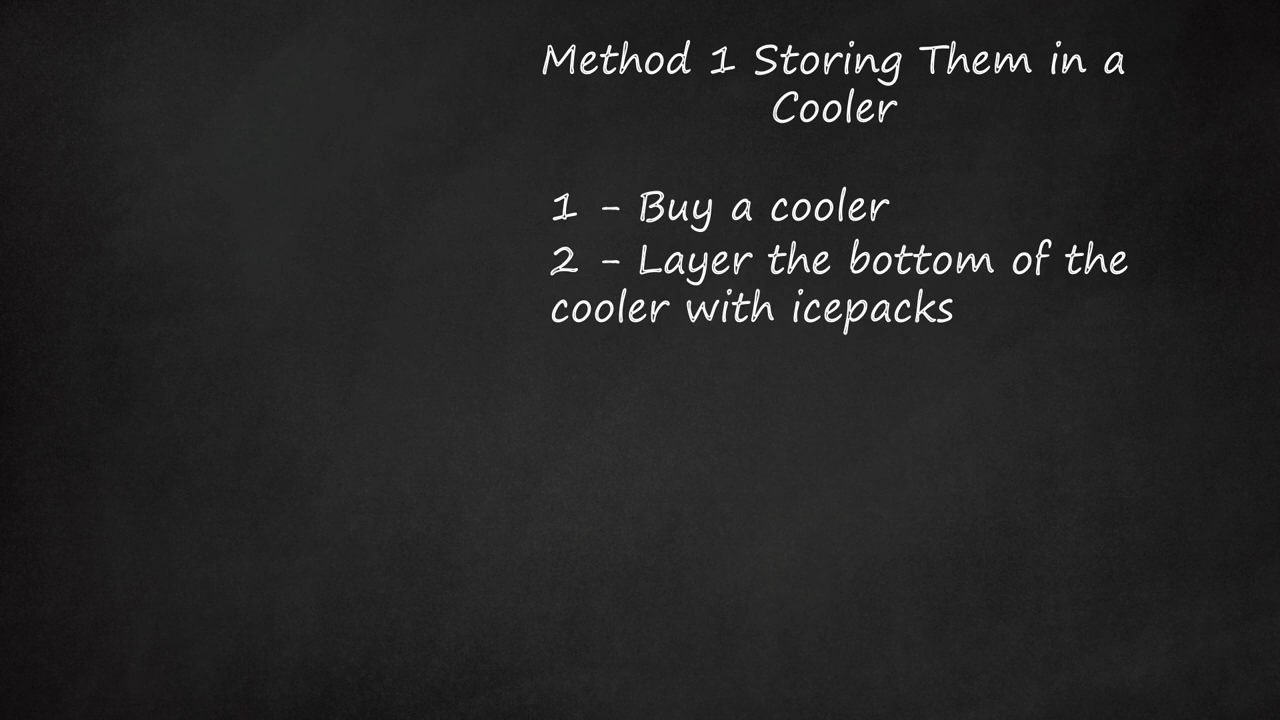 Method 1 Storing Them in a
Cooler
1 - Buy a cooler
2 - Layer the bottom of the
cooler with icepacks